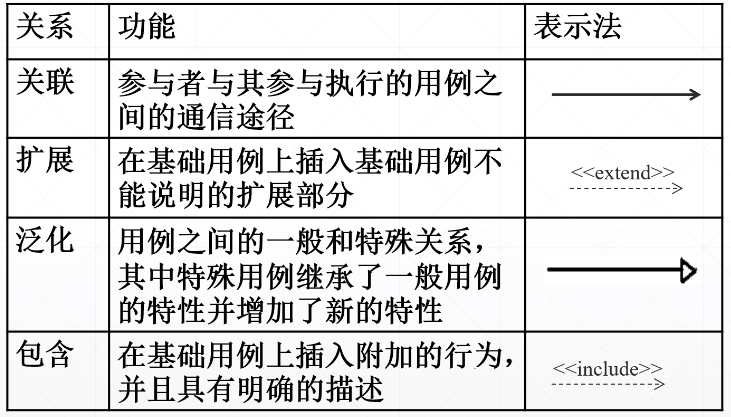 关系 功能 表示法
关联 参与者与其参与执行的用例之
间的通信途径
扩展 在基础用例上插入基础用例不
能说明的扩展部分
<<extend>>
泛化 用例之间的一般和特殊关系，
其中特殊用例继承了一般用例
的特性并增加了新的特性
包含 在基础用例上插入附加的行为，
并且具有明确的描述
<<include>>